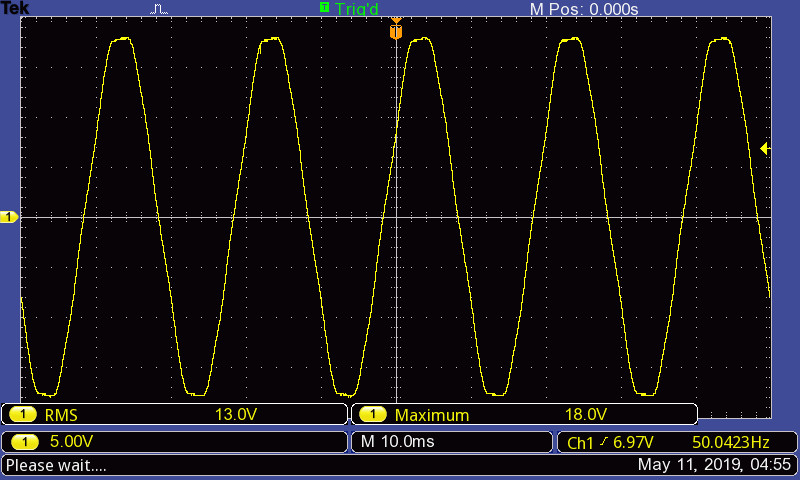 Tek T Trig'd M Pos: 0.000s
T
1
1 RMS 13.0V 1 Maximum 18.0V
1 5.00V M 10.0ms Ch1 6.97V 50.0423Hz
Please wait.... May 11, 2019, 04:55